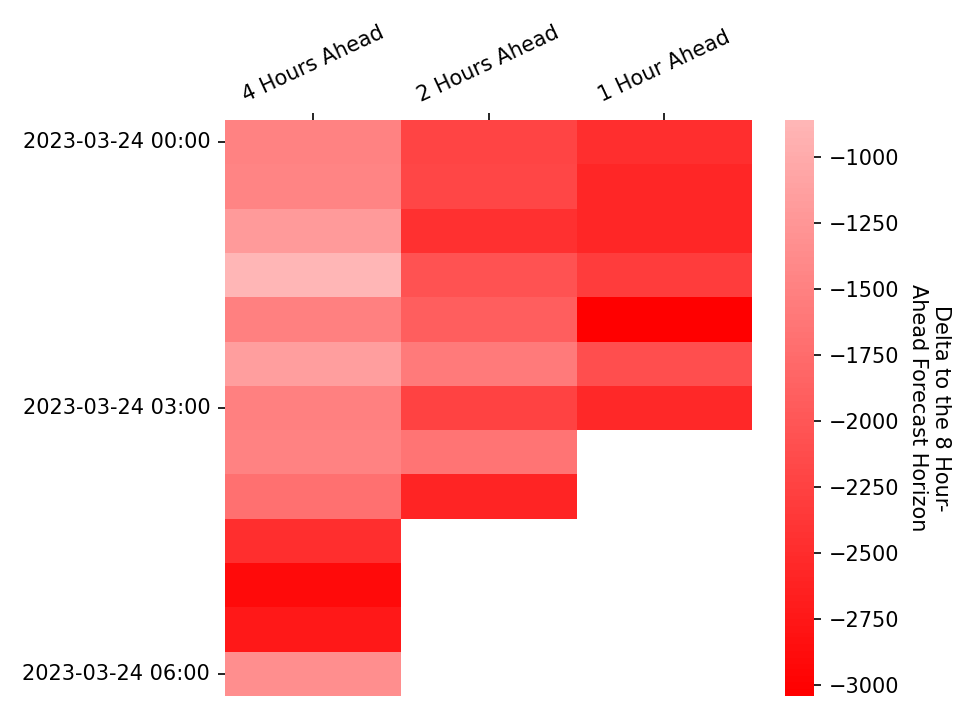 4 Hours Ahead
2 Hours Ahead
1 Hour Ahead
2023-03-24 00:00
2023-03-24 03:00
2023-03-24 06:00
−1000
−1250
−1500
−1750
−2000
−2250
−2500
−2750
−3000
Delta to the 8 Hour-
Ahead Forecast Horizon